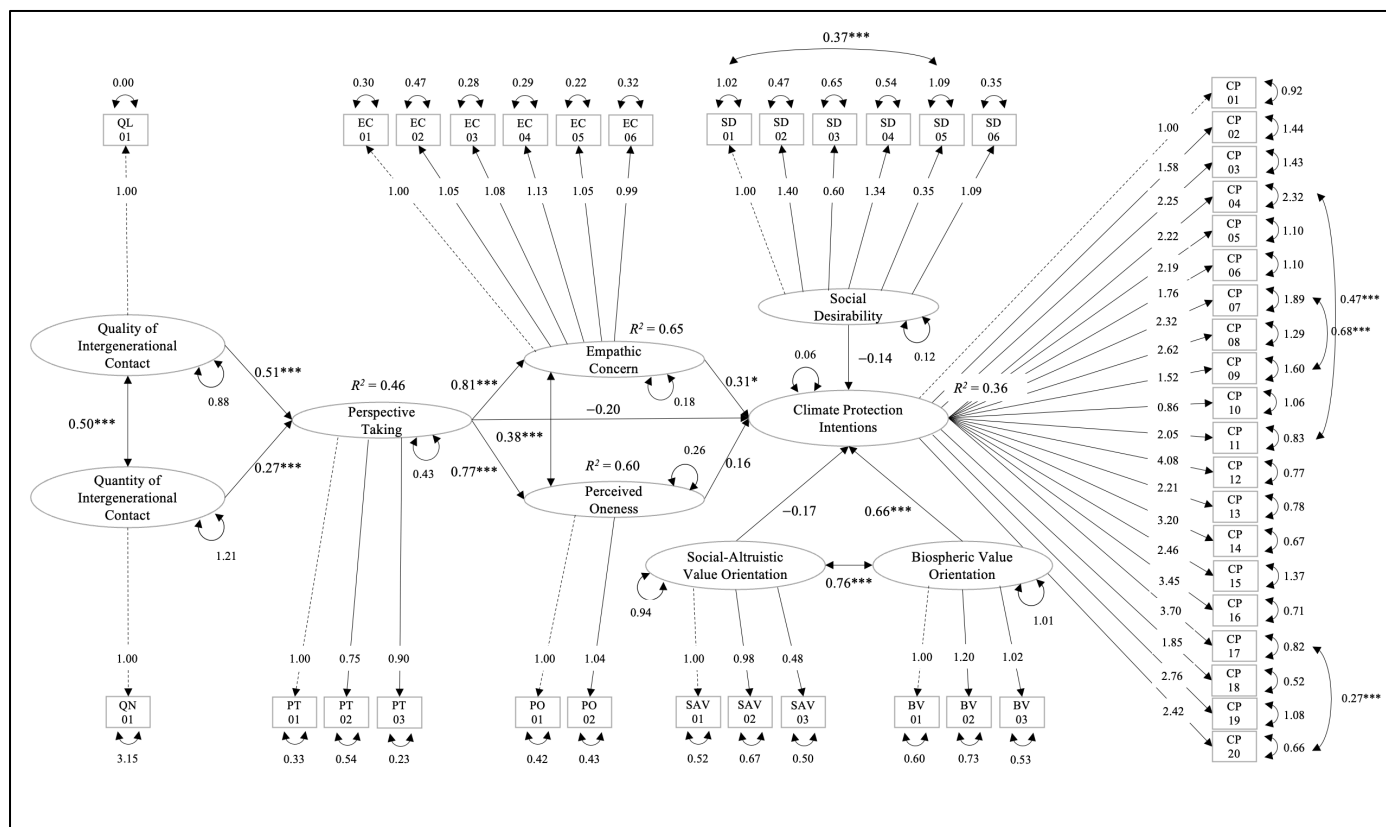 0.37***
0.00
0.30 0.47 0.28 0.29 0.22 0.32
1.02 0.47 0.65 0.54 1.09 0.35
QL
01
EC
01
EC
02
EC
03
EC
04
EC
05
EC
06
SD
01
SD
02
SD
03
SD
04
SD
05
SD
06
1.00
1.00 1.05 1.08 1.13 1.05 0.99
1.00 1.40 0.60 1.34 0.35 1.09
Quality of
Intergenerational
Contact
0.88
0.50***
Quantity of
Intergenerational
Contact
1.21
0.51***
0.27***
R² = 0.46
Perspective
Taking
0.43
0.81***
0.77***
R² = 0.65
Empathic
Concern
0.18
0.38***
−0.20
R² = 0.60
0.26
Perceived
Oneness
0.31*
0.16
Social
Desirability
0.12
−0.14
0.06
R² = 0.36
Climate Protection
Intentions
−0.17
0.66***
Social-Altruistic
Value Orientation
0.94
0.76***
Biospheric Value
Orientation
1.01
1.00
1.00 0.75 0.90
1.00 1.04
1.00 0.98 0.48
1.00 1.20 1.02
QN
01
PT
01
PT
02
PT
03
PO
01
PO
02
SAV
01
SAV
02
SAV
03
BV
01
BV
02
BV
03
3.15
0.33 0.54 0.23
0.42 0.43
0.52 0.67 0.50
0.60 0.73 0.53
1.00
1.58
2.25
2.22
2.19
1.76
2.32
2.62
1.52
0.86
2.05
4.08
2.21
3.20
2.46
3.45
3.70
1.85
2.76
2.42
CP
01
0.92
CP
02
1.44
CP
03
1.43
CP
04
2.32
CP
05
1.10
CP
06
1.10
CP
07
1.89
CP
08
1.29
CP
09
1.60
CP
10
1.06
CP
11
0.83
CP
12
0.77
CP
13
0.78
CP
14
0.67
CP
15
1.37
CP
16
0.71
CP
17
0.82
CP
18
0.52
CP
19
1.08
CP
20
0.66
0.47***
0.68***
0.27***